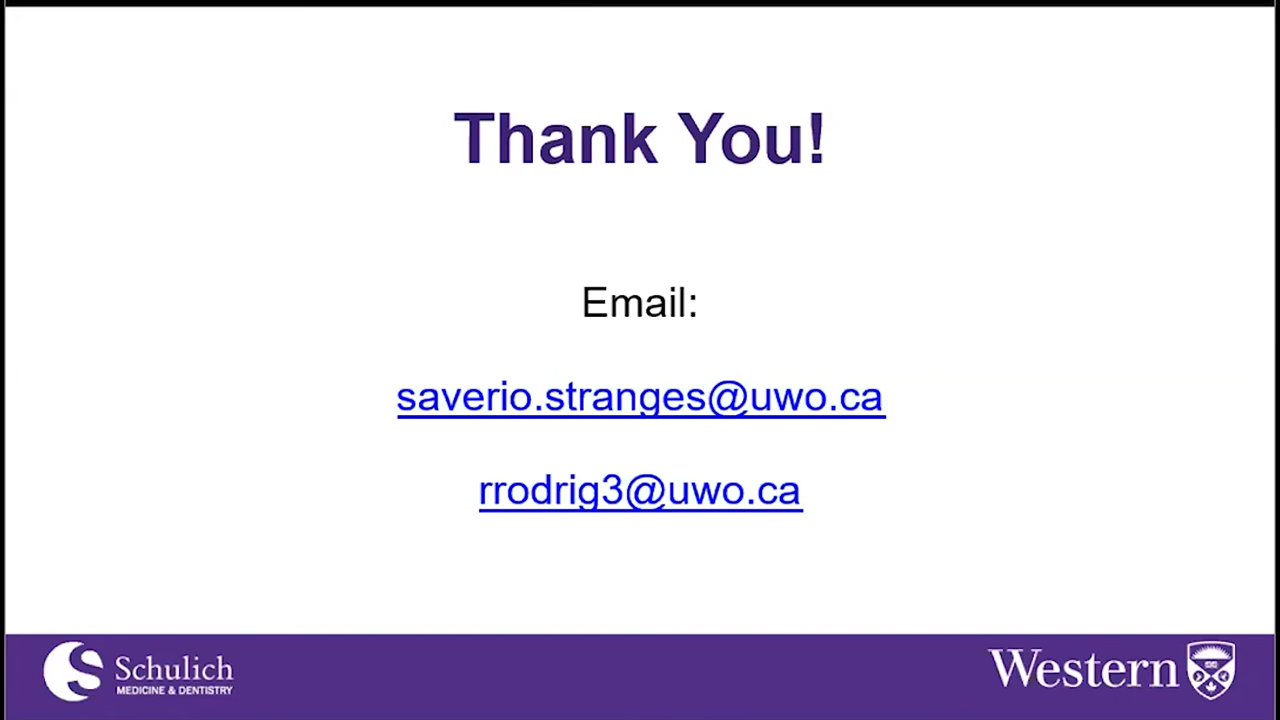 Thank You!
Email:
saverio.stranges@uwo.ca
rrodrig3@uwo.ca
Schulich
MEDICINE & DENTISTRY
Western